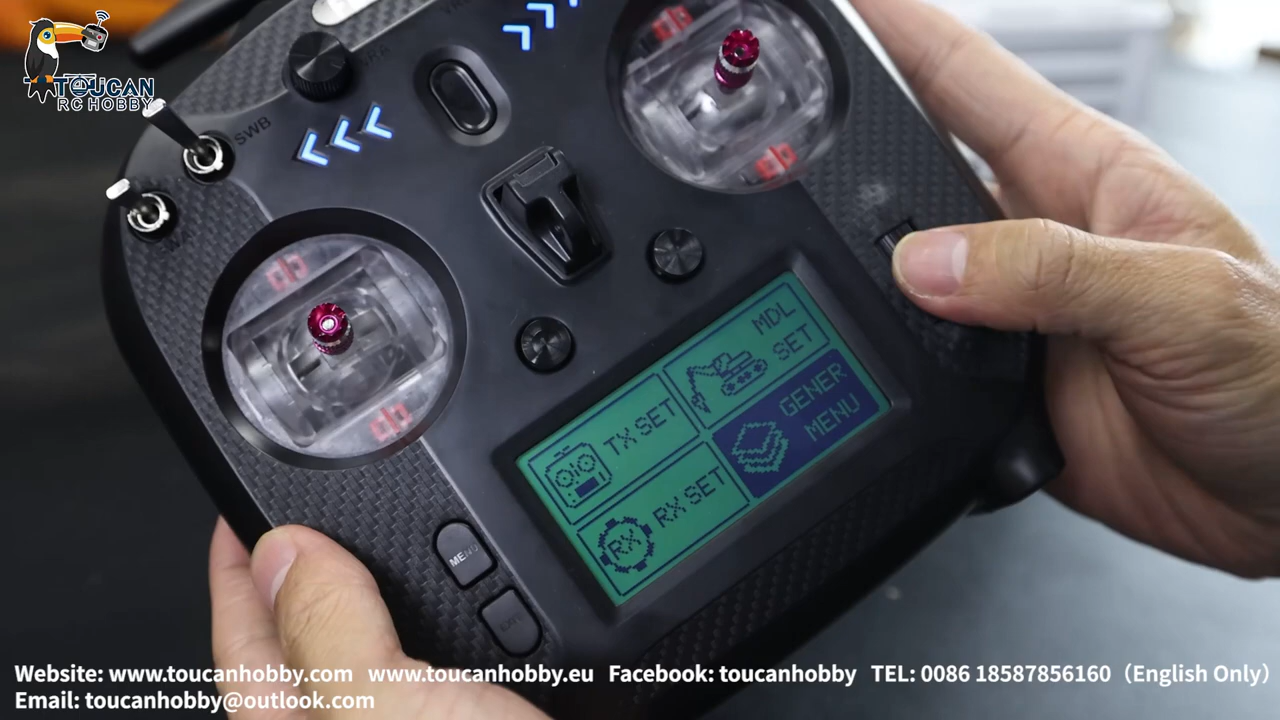 TOUCAN
RC HOBBY
SWB
MDL
SET
TX SET
GENER
MENU
RX SET
RX
MENU
EXIT
Website: www.toucanhobby.com www.toucanhobby.eu Facebook: toucanhobby TEL: 0086 18587856160（English Only）
Email: toucanhobby@outlook.com